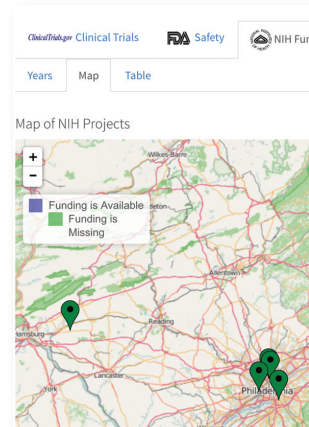 ClinicalTrials.gov Clinical Trials FDA Safety NIH Fun
Years Map Table
Map of NIH Projects
+
−
Wilkes-Barre
Funding is Available
Funding is
Missing
Allentown
Reading
Lancaster
York
Philadelphia